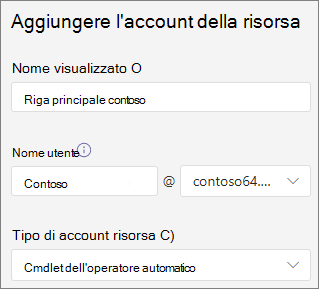 Aggiungere l'account della risorsa
Nome visualizzato O
Riga principale contoso
Nome utente
Contoso @ contoso64....
Tipo di account risorsa C)
Cmdlet dell'operatore automatico